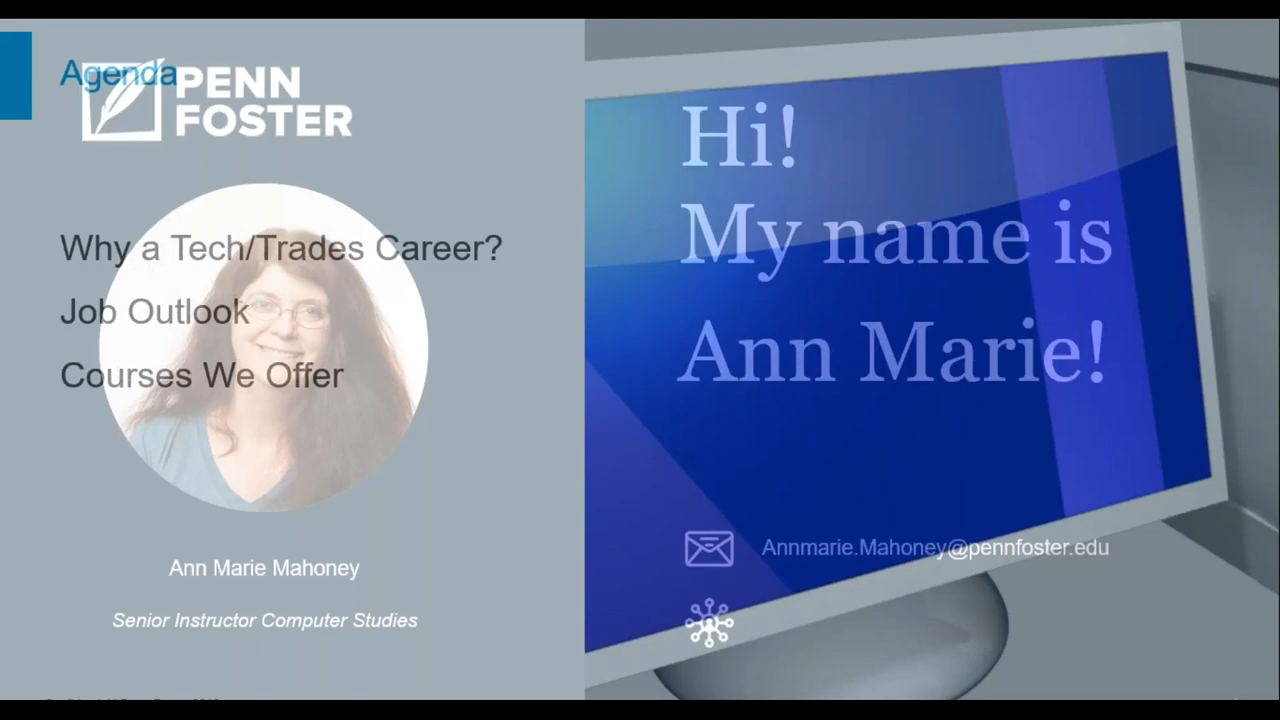 Agenda
PENN
FOSTER
Why a Tech/Trades Career?
Job Outlook
Courses We Offer
Ann Marie Mahoney
Senior Instructor Computer Studies
Hi!
My name is
Ann Marie!
Annmarie.Mahoney@pennfoster.edu